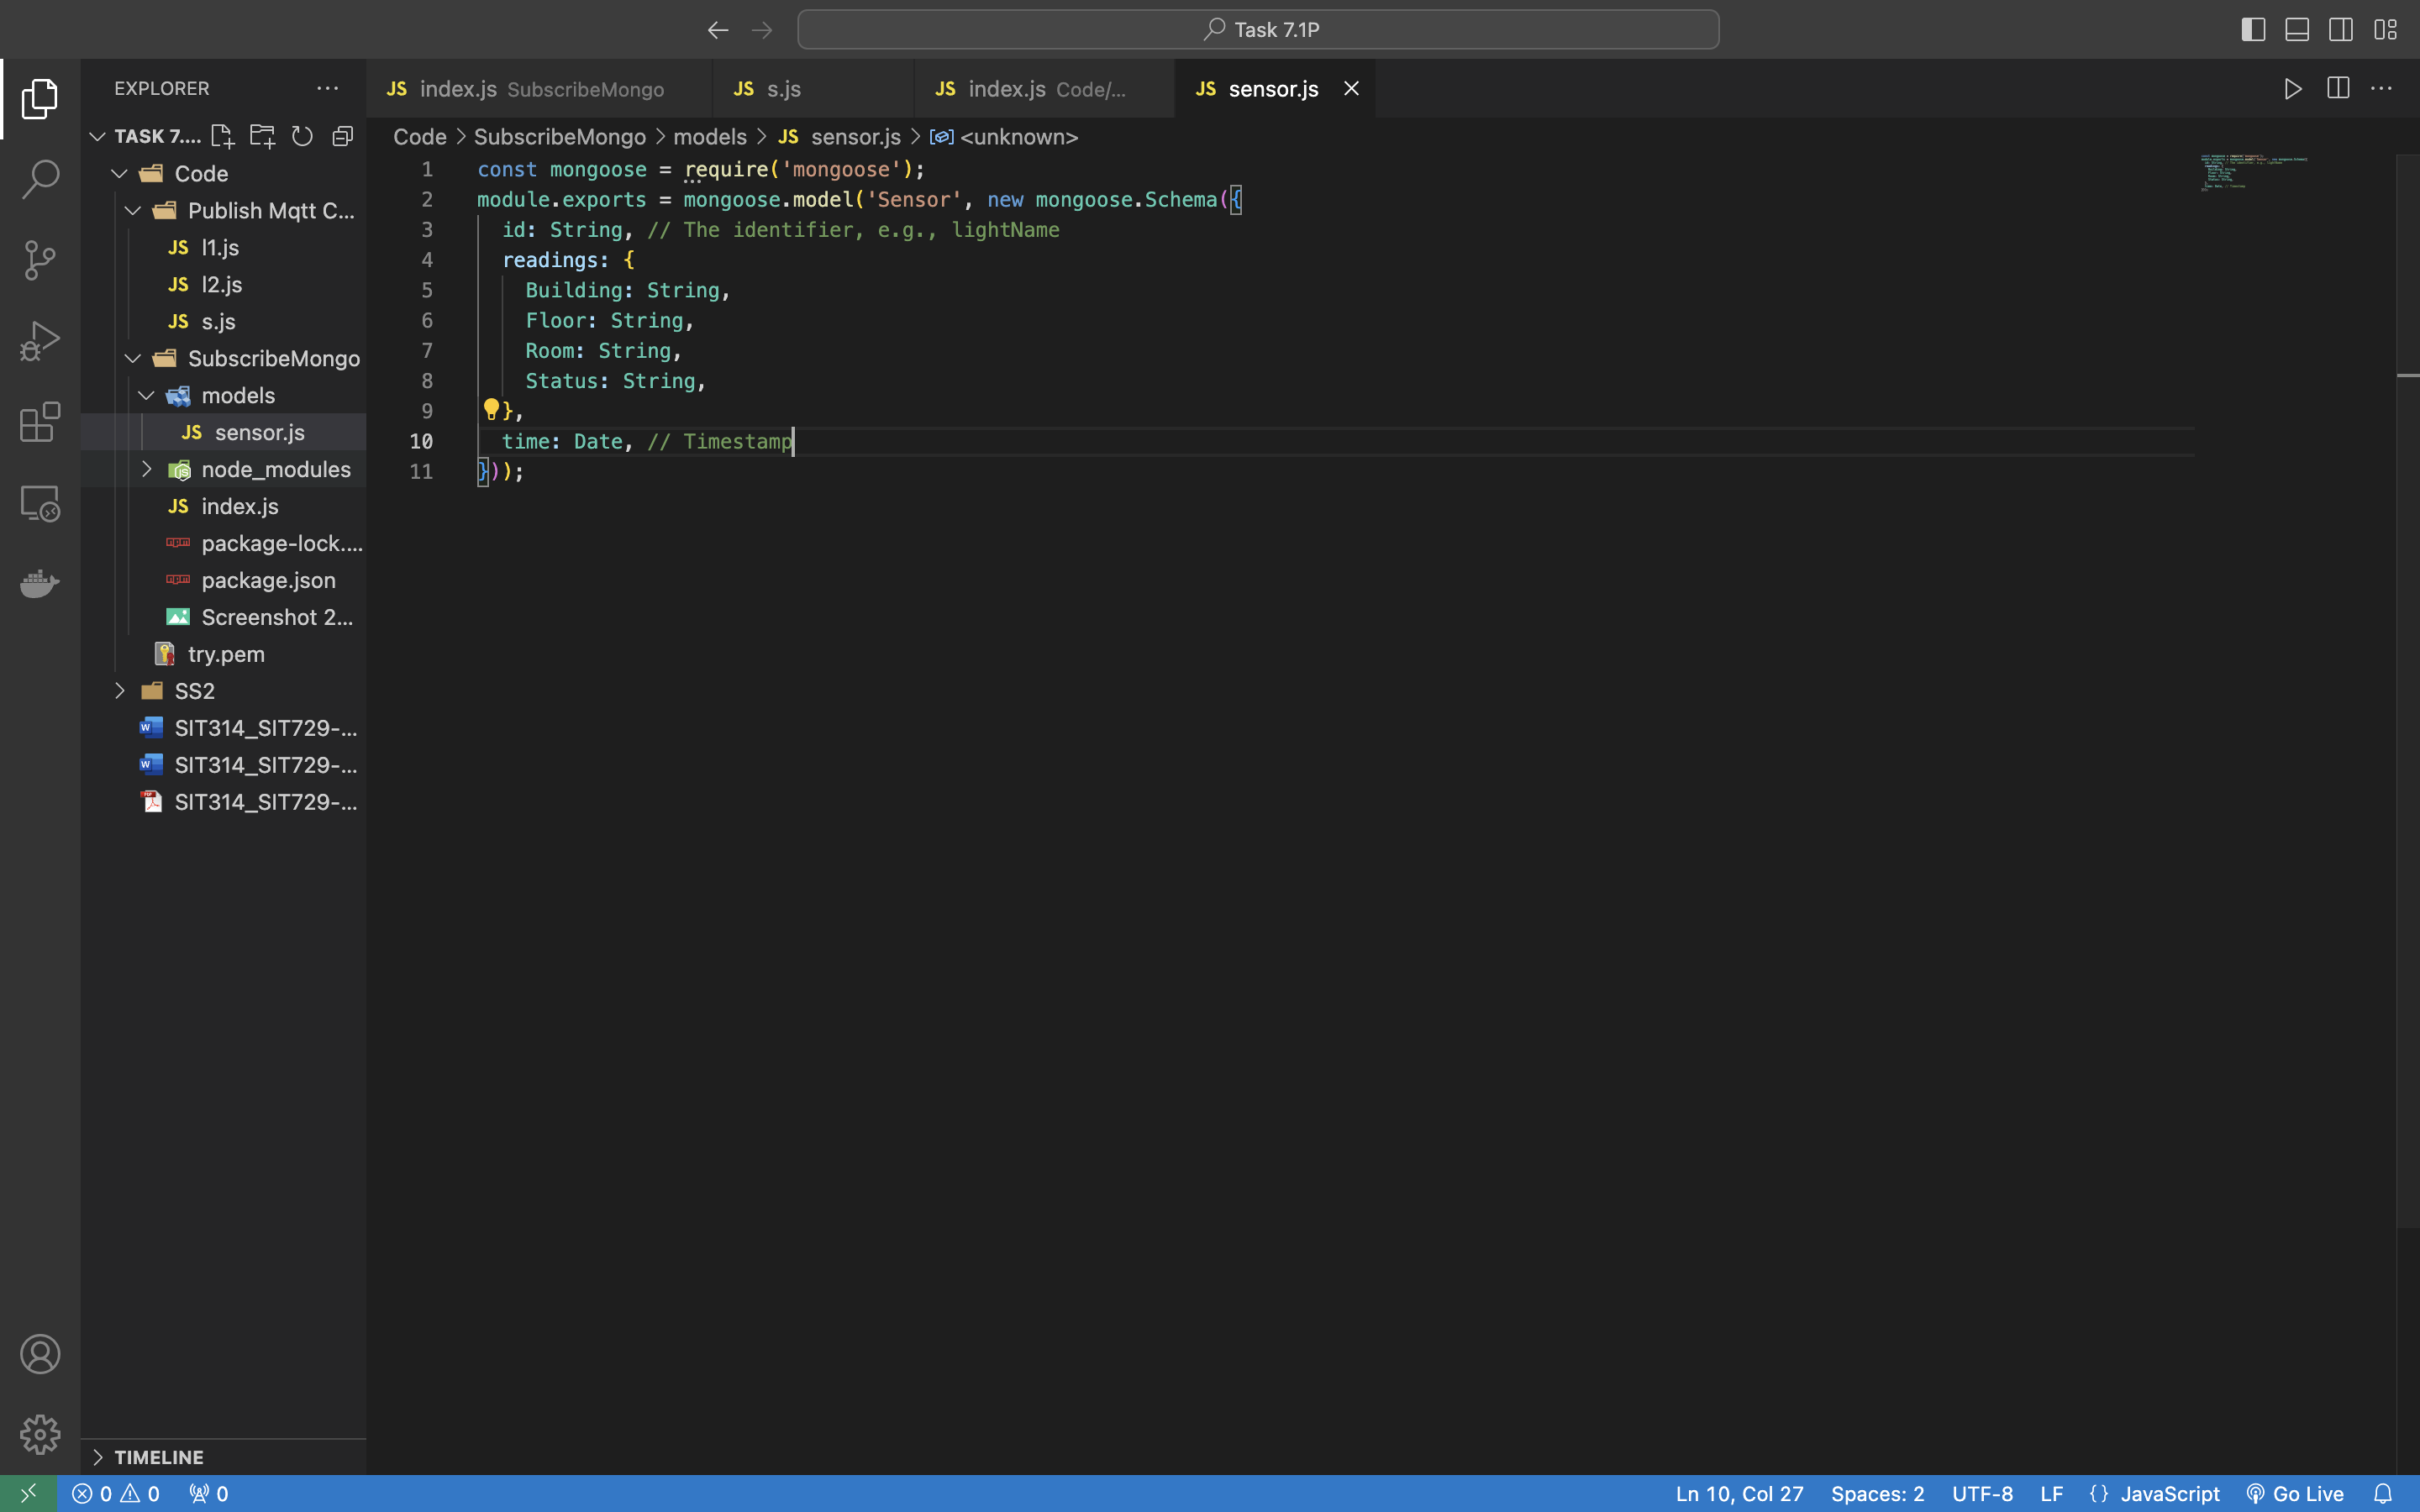 Task 7.1P
EXPLORER
TASK 7....
Code
Publish Mqtt C...
JS l1.js
JS l2.js
JS s.js
SubscribeMongo
models
JS sensor.js
node_modules
JS index.js
package-lock....
package.json
Screenshot 2...
try.pem
SS2
SIT314_SIT729-...
SIT314_SIT729-...
SIT314_SIT729-...
TIMELINE
JS index.js SubscribeMongo
JS s.js
JS index.js Code/...
JS sensor.js
Code > SubscribeMongo > models > JS sensor.js > <unknown>
1 const mongoose = require('mongoose');
2 module.exports = mongoose.model('Sensor', new mongoose.Schema({
3 id: String, // The identifier, e.g., lightName
4 readings: {
5 Building: String,
6 Floor: String,
7 Room: String,
8 Status: String,
9 },
10 time: Date, // Timestamp
11 }));
0 0 0
Ln 10, Col 27 Spaces: 2 UTF-8 LF {} JavaScript Go Live